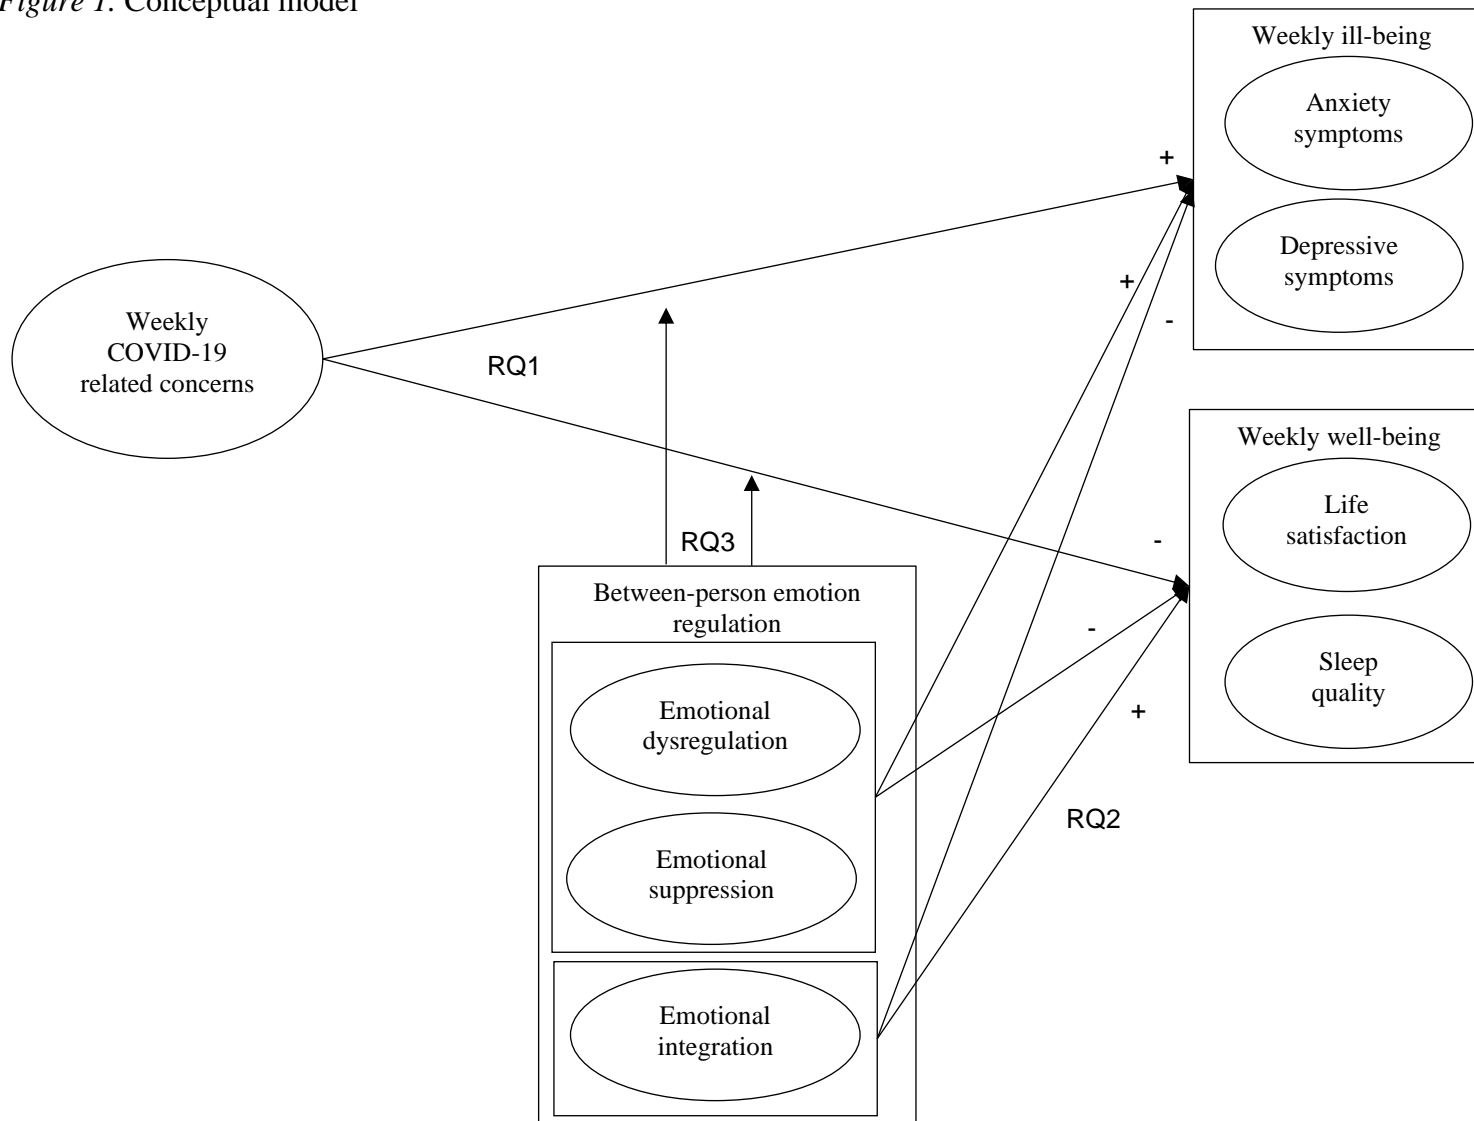 Figure 1. Conceptual model
Weekly ill-being
Anxiety
symptoms
+
Depressive
symptoms
+
-
Weekly
COVID-19
related concerns
RQ1
Weekly well-being
Life
satisfaction
-
RQ3
Between-person emotion
regulation
-
Sleep
quality
Emotional
dysregulation
+
RQ2
Emotional
suppression
Emotional
integration